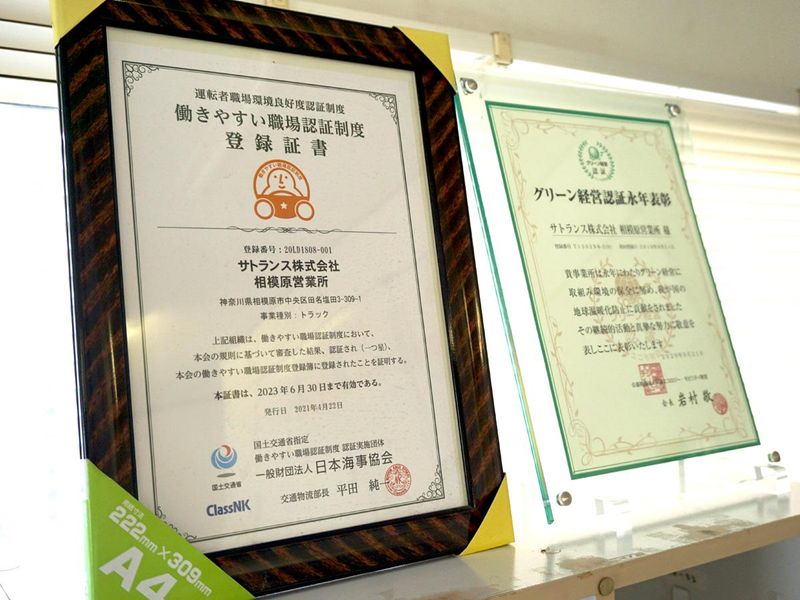 運転者職場環境良好度認証制度
働きやすい職場認証制度
登録証書
登録番号：20LD1808-001
サトランス株式会社
相模原営業所
神奈川県相模原市中央区田名塩田3-309-1
事業種別：トラック
上記組織は、働きやすい職場認証制度において、
本会の規則に基づいて審査した結果、認証され（一つ星）、
本会の働きやすい職場認証制度登録簿に登録されたことを証明する。
本証書は、2023年6月30日まで有効である。
発行日 2021年4月22日
国土交通省
ClassNK
国土交通省指定
働きやすい職場認証制度 認証実施団体
一般財団法人日本海事協会
交通物流部長 平田 純一
規格寸法
222mm×309mm
A4
グリーン経営
認証
グリーン経営認証永年表彰
サトランス株式会社 相模原営業所 様
貴事業所は永年にわたりグリーン経営に
取組み環境の保全に努め、我が国の
地球温暖化防止に貢献をされました
その継続的活動と真摯な努力に敬意を
表しここに表彰いたします
会長 岩村 敬